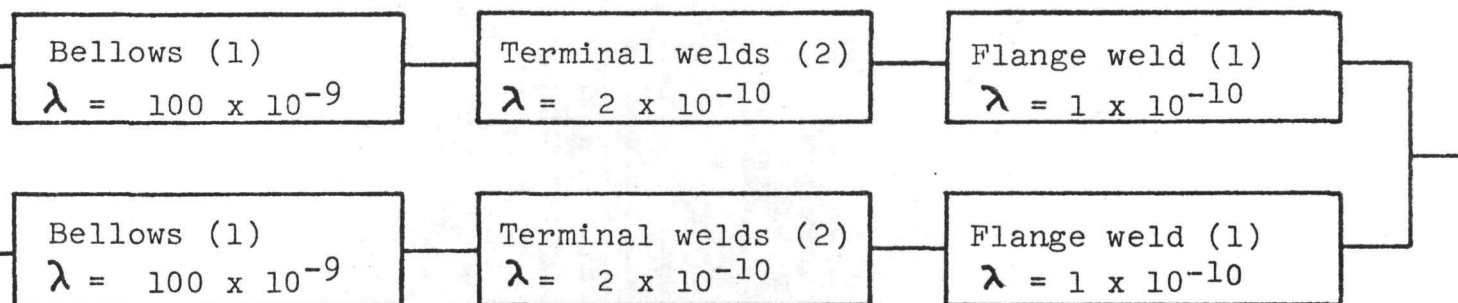 Bellows (1)
λ = 100 x 10⁻⁹
Terminal welds (2)
λ = 2 x 10⁻¹⁰
Flange weld (1)
λ = 1 x 10⁻¹⁰
Bellows (1)
λ = 100 x 10⁻⁹
Terminal welds (2)
λ = 2 x 10⁻¹⁰
Flange weld (1)
λ = 1 x 10⁻¹⁰